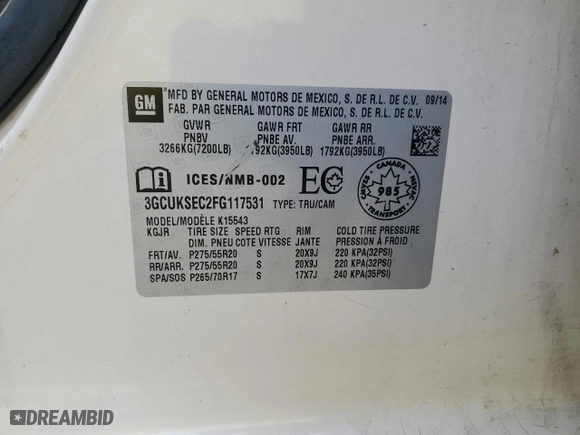 GM
MFD BY GENERAL MOTORS DE MEXICO, S. DE R.L. DE C.V. 09/14
FAB. PAR GENERAL MOTORS DE MEXICO, S. DE R.L. DE C.V.
GVWR GAWR FRT GAWR RR
PNBV PNBE AV. PNBE ARR.
3266KG(7200LB) 92KG(3950LB) 1792KG(3950LB)
ICES/NMB-002 EC
CANADA
985
TRANSPORT
3GCUKSEC2FG117531 TYPE: TRU/CAM
MODEL/MODÈLE K15543
KGJR TIRE SIZE SPEED RTG RIM COLD TIRE PRESSURE
DIM. PNEU COTE VITESSE JANTE PRESSION À FROID
FRT/AV. P275/55R20 S 20X9J 220 KPA(32PSI)
RR/ARR. P275/55R20 S 20X9J 220 KPA(32PSI)
SPA/SOS P265/70R17 S 17X7J 240 KPA(35PSI)
DREAMBID